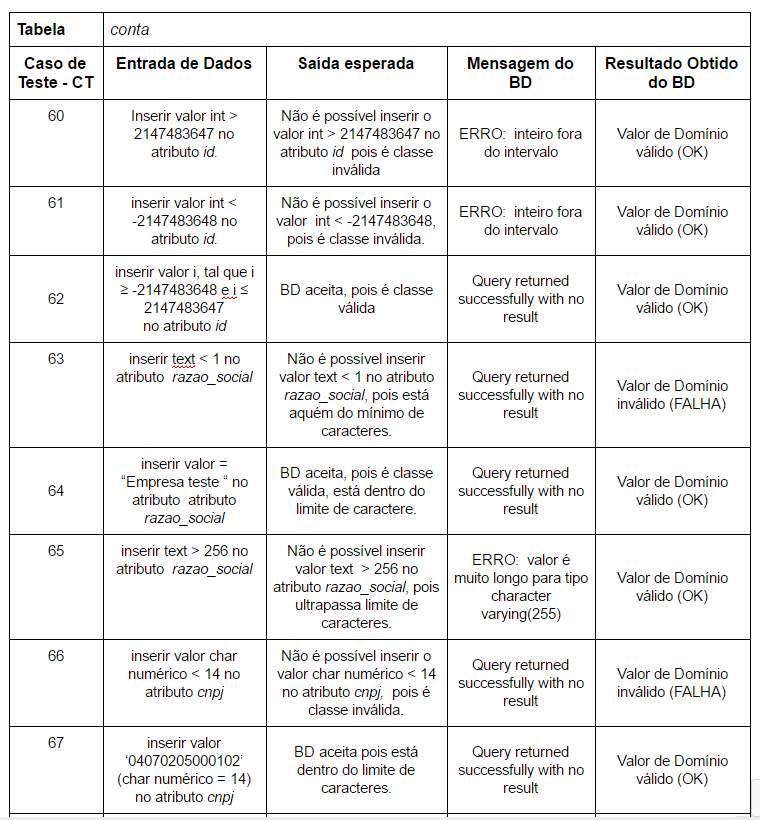 Tabela conta
Caso de Teste - CT Entrada de Dados Saída esperada Mensagem do BD Resultado Obtido do BD
60
Inserir valor int >
2147483647 no
atributo id.
Não é possível inserir o
valor int > 2147483647 no
atributo id pois é classe
inválida
ERRO: inteiro fora
do intervalo
Valor de Domínio
válido (OK)
61
inserir valor int <
-2147483648 no
atributo id.
Não é possível inserir o
valor int < -2147483648,
pois é classe inválida.
ERRO: inteiro fora
do intervalo
Valor de Domínio
válido (OK)
62
inserir valor i, tal que i
≥ -2147483648 e i ≤
2147483647
no atributo id
BD aceita, pois é classe
válida
Query returned
successfully with no
result
Valor de Domínio
válido (OK)
63
inserir text < 1 no
atributo razao_social
Não é possível inserir
valor text < 1 no atributo
razao_social, pois está
aquém do mínimo de
caracteres.
Query returned
successfully with no
result
Valor de Domínio
inválido (FALHA)
64
inserir valor =
“Empresa teste “ no
atributo atributo
razao_social
BD aceita, pois é classe
válida, está dentro do
limite de caractere.
Query returned
successfully with no
result
Valor de Domínio
válido (OK)
65
inserir text > 256 no
atributo razao_social
Não é possível inserir
valor text > 256 no
atributo razao_social, pois
ultrapassa limite de
caracteres.
ERRO: valor é
muito longo para tipo
character
varying(255)
Valor de Domínio
válido (OK)
66
inserir valor char
numérico < 14 no
atributo cnpj
Não é possível inserir o
valor char numérico < 14
no atributo cnpj, pois é
classe inválida.
Query returned
successfully with no
result
Valor de Domínio
inválido (FALHA)
67
inserir valor
‘04070205000102’
(char numérico = 14)
no atributo cnpj
BD aceita pois está
dentro do limite de
caracteres.
Query returned
successfully with no
result
Valor de Domínio
válido (OK)